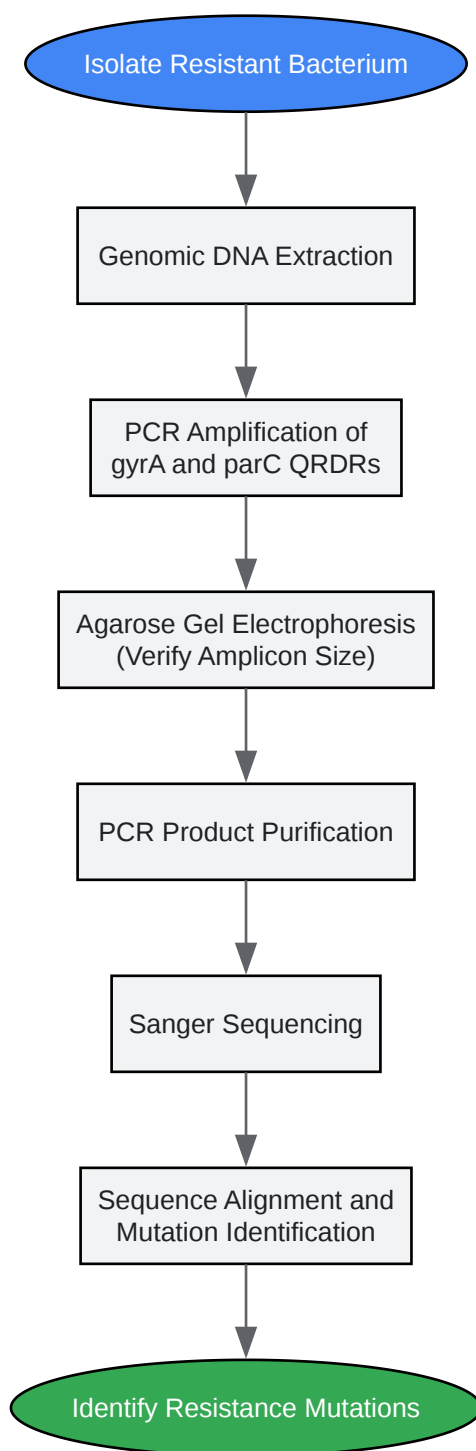 Isolate Resistant Bacterium
Genomic DNA Extraction
PCR Amplification of
gyrA and parC QRDRs
Agarose Gel Electrophoresis
(Verify Amplicon Size)
PCR Product Purification
Sanger Sequencing
Sequence Alignment and
Mutation Identification
Identify Resistance Mutations